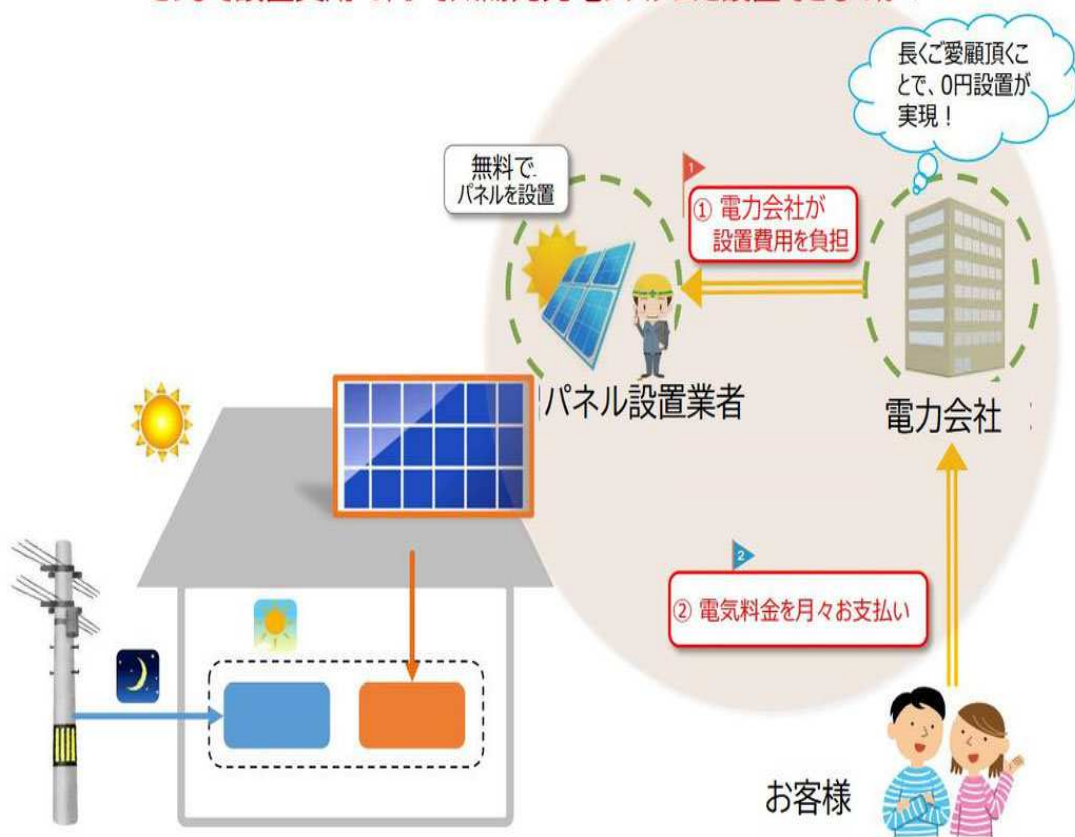 長くご愛顧頂くこ
とで、0円設置が
実現！
無料で
パネルを設置
1
① 電力会社が
設置費用を負担
パネル設置業者
電力会社
2
② 電気料金を月々お支払い
お客様